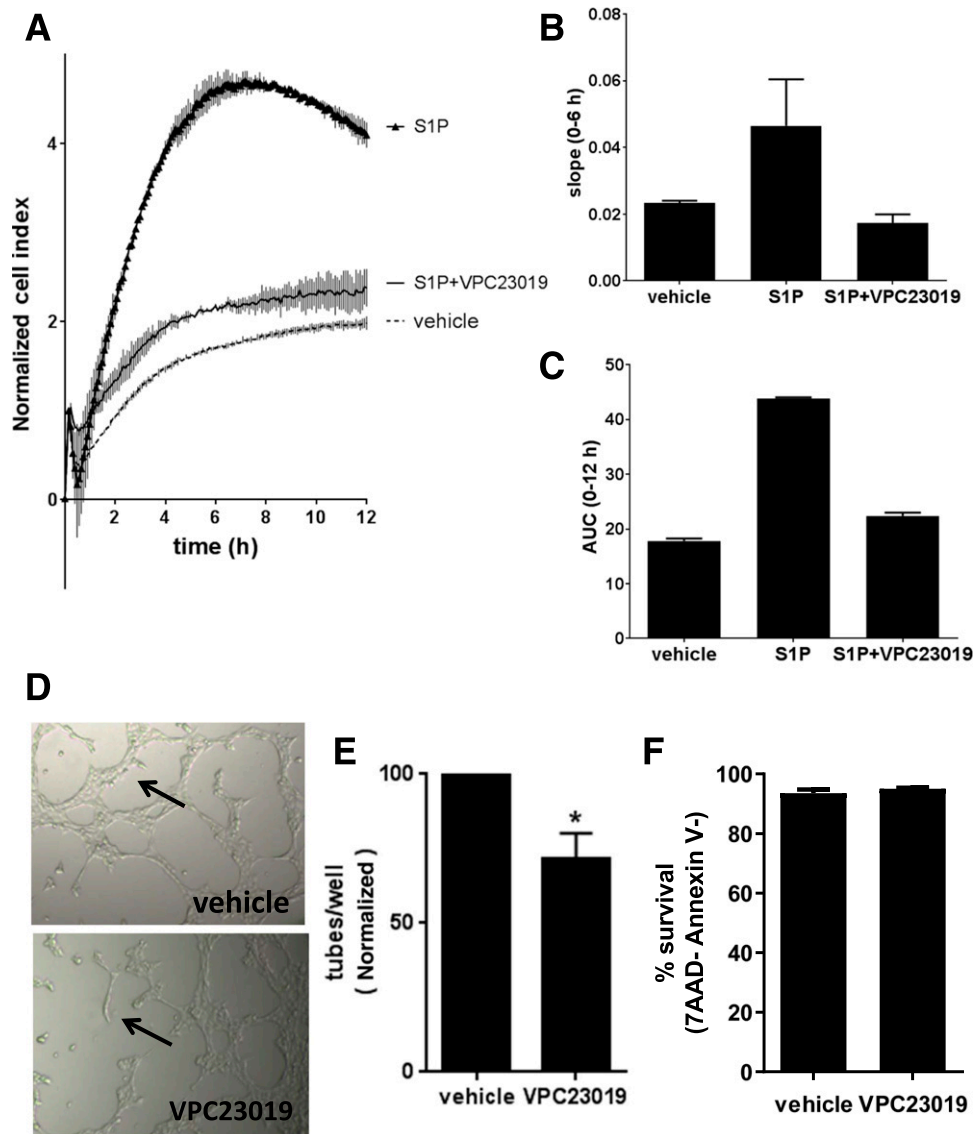 A
Normalized cell index
4
2
0
2 4 6 8 10 12
time (h)
S1P
S1P+VPC23019
vehicle
B
slope (0-6 h)
0.08
0.06
0.04
0.02
0.00
vehicle S1P S1P+VPC23019
C
AUC (0-12 h)
50
40
30
20
10
0
vehicle S1P S1P+VPC23019
D
vehicle
VPC23019
E
tubes/well
( Normalized )
100
50
0
*
vehicle VPC23019
F
% survival
(7AAD- Annexin V-)
100
80
60
40
20
0
vehicle VPC23019